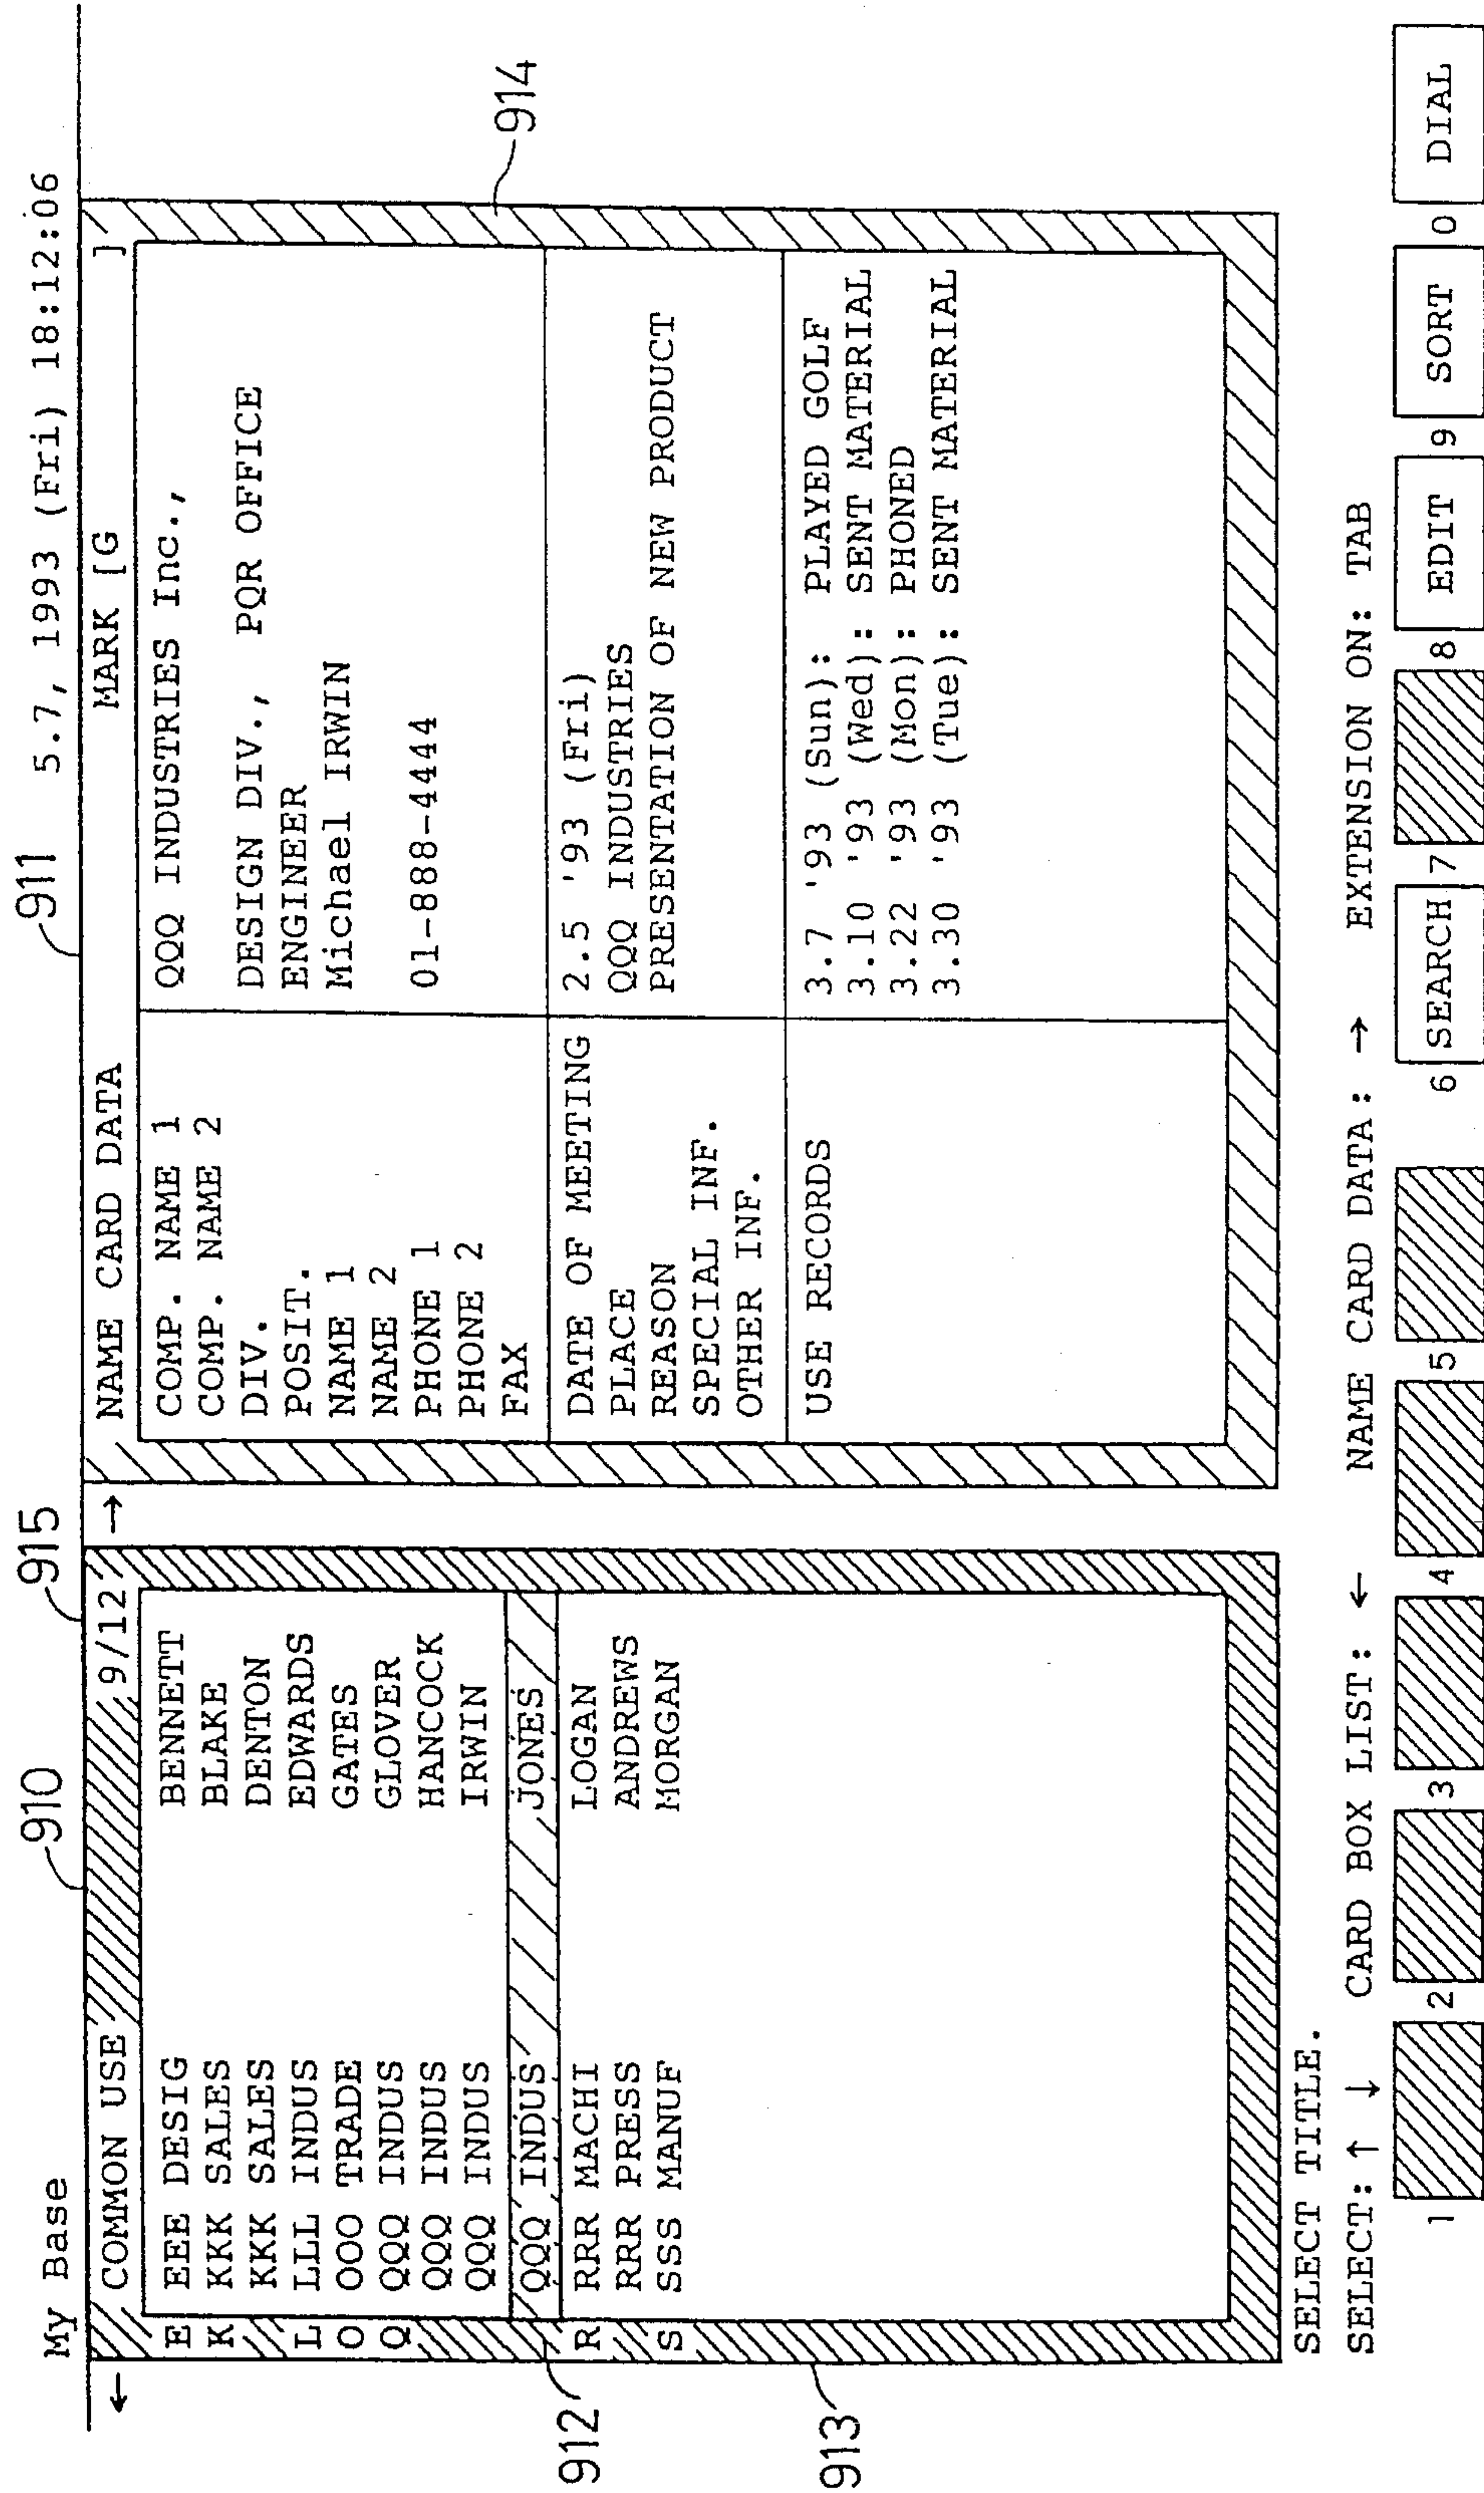 910
915
911
My Base
5.7, 1993 (Fri) 18:12:06
← COMMON USE 9/12 →
E EEE DESIG BENNETT
K KKK SALES BLAKE
KKK SALES DENTON
L LLL INDUS EDWARDS
O OOO TRADE GATES
Q QQQ INDUS GLOVER
QQQ INDUS HANCOCK
QQQ INDUS IRWIN
QQQ INDUS JONES
R RRR MACHI LOGAN
RRR PRESS ANDREWS
S SSS MANUF MORGAN
912
913
NAME CARD DATA MARK [G ]
COMP. NAME 1 QQQ INDUSTRIES Inc.,
COMP. NAME 2
DIV. DESIGN DIV., PQR OFFICE
POSIT. ENGINEER
NAME 1 Michael IRWIN
NAME 2
PHONE 1 01-888-4444
PHONE 2
FAX
DATE OF MEETING 2.5 '93 (Fri)
PLACE QQQ INDUSTRIES
REASON PRESENTATION OF NEW PRODUCT
SPECIAL INF.
OTHER INF.
USE RECORDS 3.7 '93 (Sun): PLAYED GOLF
3.10 '93 (Wed): SENT MATERIAL
3.22 '93 (Mon): PHONED
3.30 '93 (Tue): SENT MATERIAL
914
SELECT TITLE.
SELECT: ↑ ↓ CARD BOX LIST: ← NAME CARD DATA: → EXTENSION ON: TAB
1 2 3 4 5 6 SEARCH 7 8 EDIT 9 SORT 0 DIAL